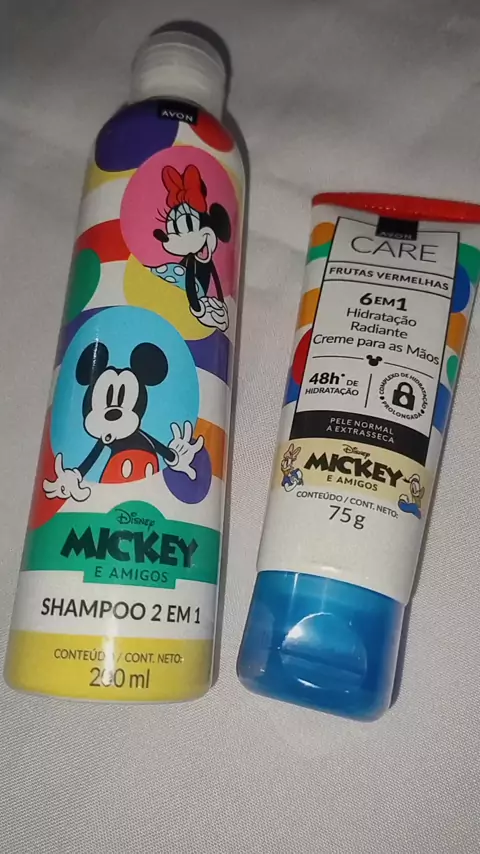 AVON
Disney
MICKEY
E AMIGOS
SHAMPOO 2 EM 1
CONTEÚDO / CONT. NETO:
200 ml
AVON
CARE
FRUTAS VERMELHAS
6 EM 1
Hidratação
Radiante
Creme para as Mãos
48h* DE
HIDRATAÇÃO
COMPLEXO DE HIDRATAÇÃO
PROLONGADA
PELE NORMAL
A EXTRASSECA
Disney
MICKEY
E AMIGOS
CONTEÚDO / CONT. NETO:
75 g